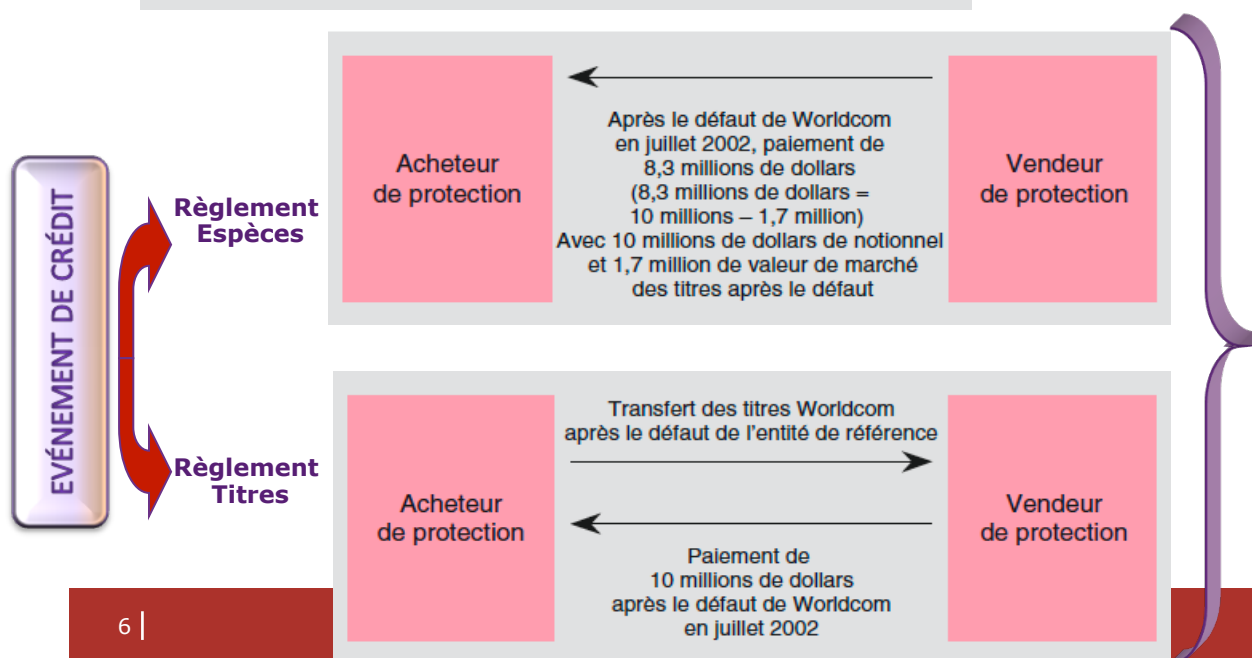 EVÉNEMENT DE CRÉDIT
Règlement
Espèces
Acheteur
de protection
Après le défaut de Worldcom
en juillet 2002, paiement de
8,3 millions de dollars
(8,3 millions de dollars =
10 millions – 1,7 million)
Avec 10 millions de dollars de notionnel
et 1,7 million de valeur de marché
des titres après le défaut
Vendeur
de protection
Règlement
Titres
Acheteur
de protection
Transfert des titres Worldcom
après le défaut de l'entité de référence
Paiement de
10 millions de dollars
après le défaut de Worldcom
en juillet 2002
Vendeur
de protection
6 |